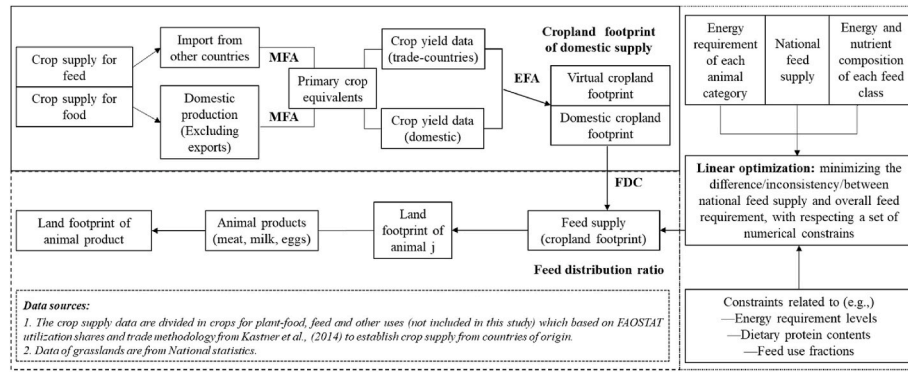 Crop supply for
feed
Crop supply for
food
Import from
other countries
Domestic
production
(Excluding
exports)
MFA
MFA
Primary crop
equivalents
Crop yield data
(trade-countries)
Crop yield data
(domestic)
EFA
Cropland footprint
of domestic supply
Virtual cropland
footprint
Domestic cropland
footprint
FDC
Energy
requirement
of each
animal
category
National
feed
supply
Energy and
nutrient
composition
of each feed
class
Linear optimization: minimizing the
difference/inconsistency/between
national feed supply and overall feed
requirement, with respecting a set of
numerical constrains
Constraints related to (e.g.,)
—Energy requirement levels
—Dietary protein contents
—Feed use fractions
Feed supply
(cropland footprint)
Feed distribution ratio
Land
footprint of
animal j
Animal products
(meat, milk, eggs)
Land footprint of
animal product
Data sources:
1. The crop supply data are divided in crops for plant-food, feed and other uses (not included in this study) which based on FAOSTAT
utilization shares and trade methodology from Kastner et al., (2014) to establish crop supply from countries of origin.
2. Data of grasslands are from National statistics.